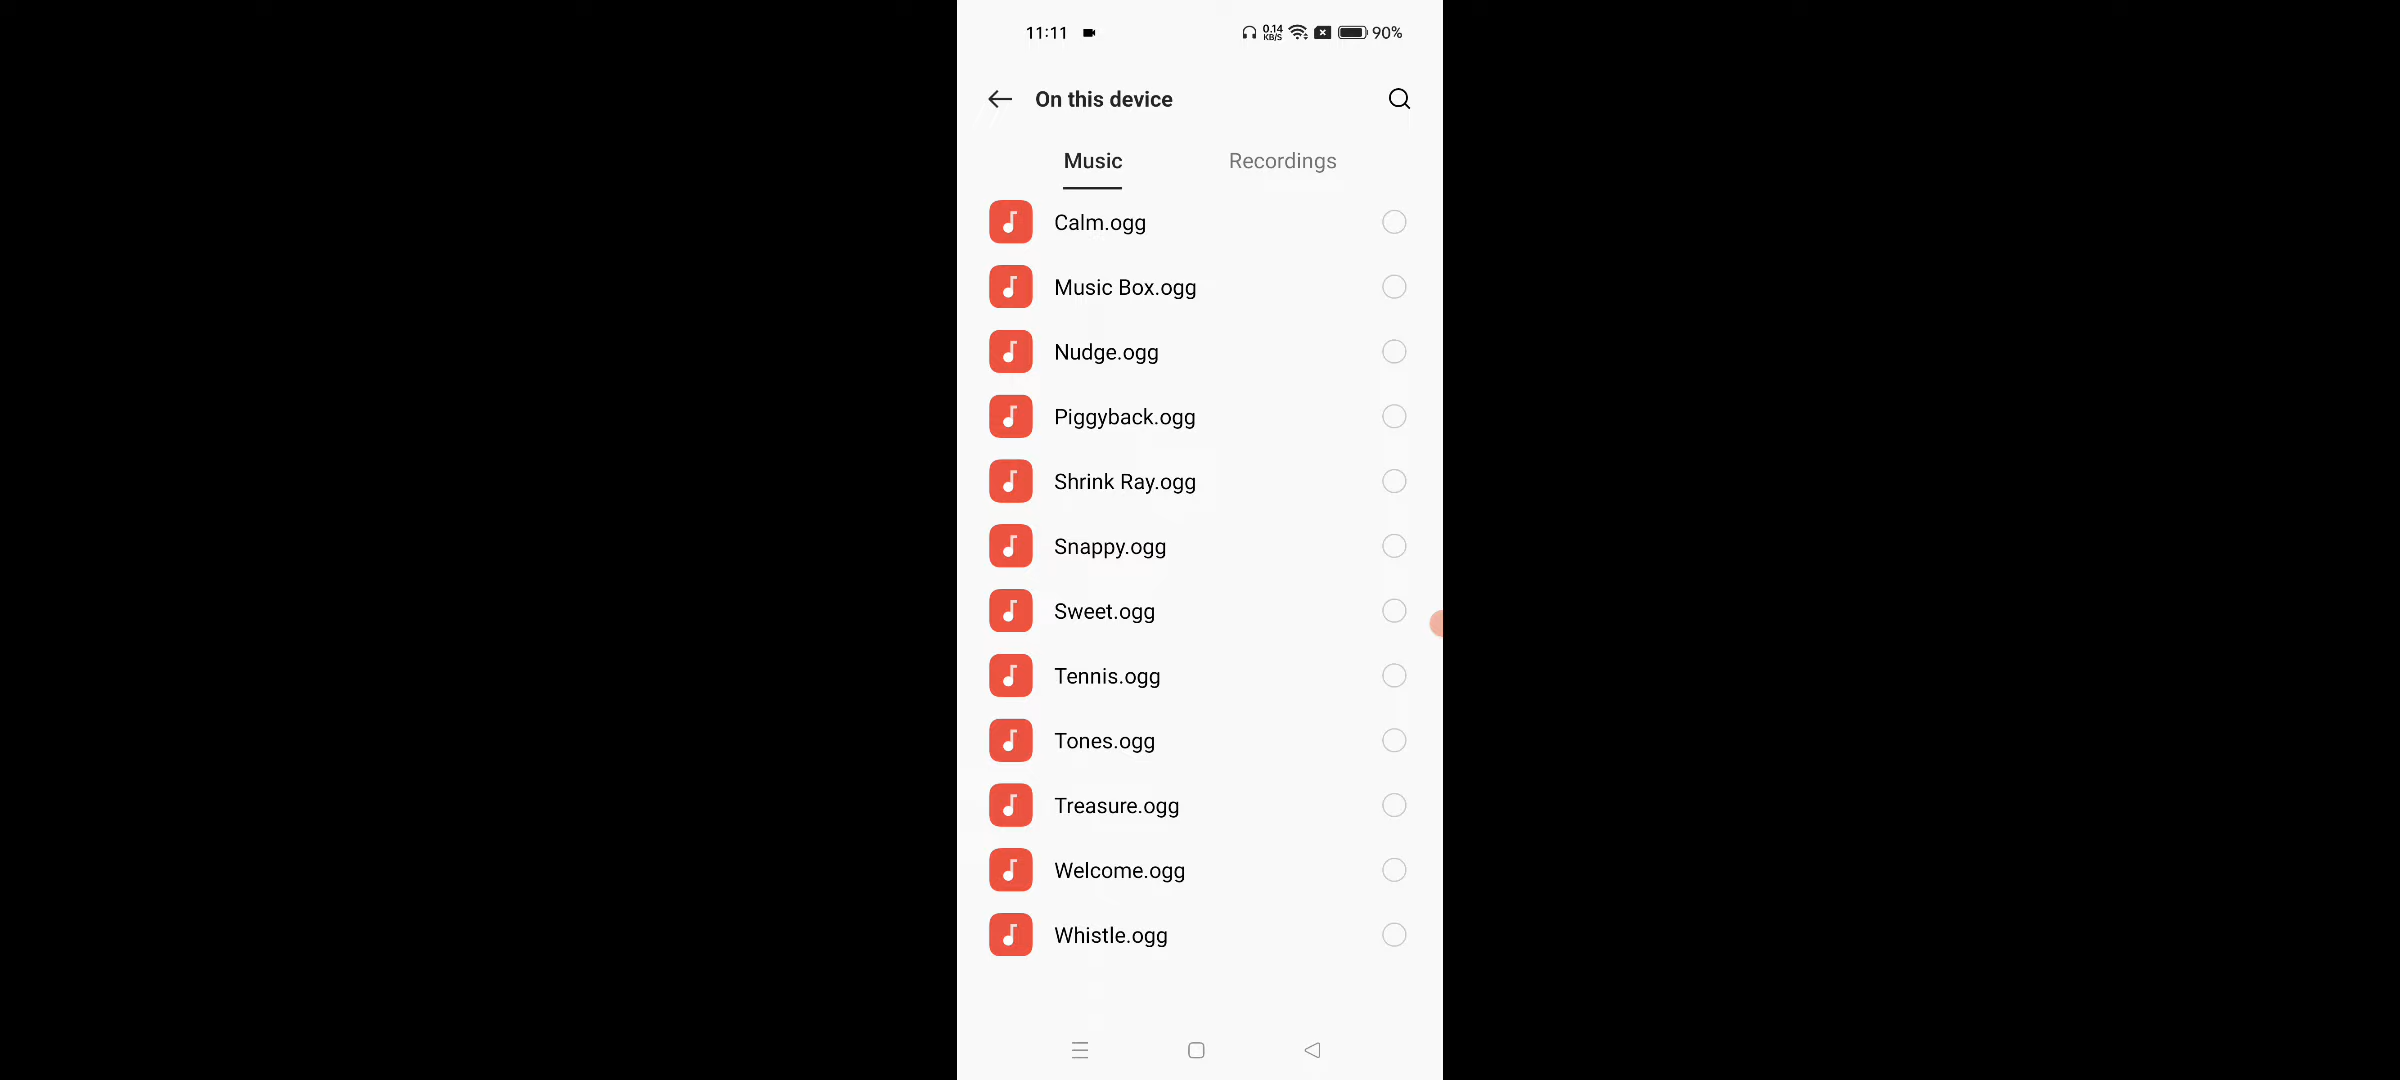 11:11
0.14 KB/S
90%
On this device
Music
Recordings
Calm.ogg
Music Box.ogg
Nudge.ogg
Piggyback.ogg
Shrink Ray.ogg
Snappy.ogg
Sweet.ogg
Tennis.ogg
Tones.ogg
Treasure.ogg
Welcome.ogg
Whistle.ogg